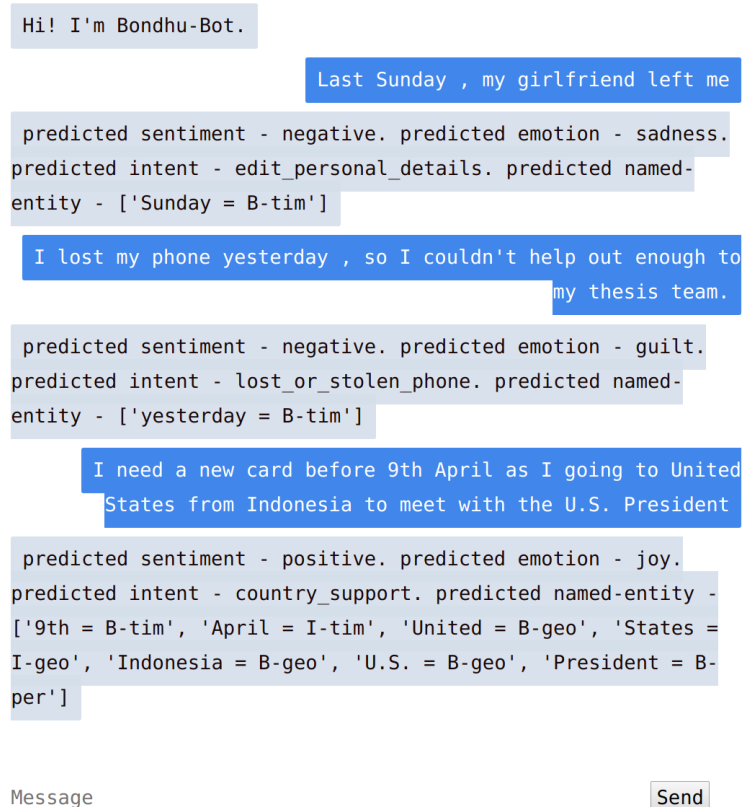 Hi! I'm Bondhu-Bot.
Last Sunday , my girlfriend left me
predicted sentiment - negative. predicted emotion - sadness.
predicted intent - edit_personal_details. predicted named-
entity - ['Sunday = B-tim']
I lost my phone yesterday , so I couldn't help out enough to
my thesis team.
predicted sentiment - negative. predicted emotion - guilt.
predicted intent - lost_or_stolen_phone. predicted named-
entity - ['yesterday = B-tim']
I need a new card before 9th April as I going to United
States from Indonesia to meet with the U.S. President
predicted sentiment - positive. predicted emotion - joy.
predicted intent - country_support. predicted named-entity -
['9th = B-tim', 'April = I-tim', 'United = B-geo', 'States =
I-geo', 'Indonesia = B-geo', 'U.S. = B-geo', 'President = B-
per']
Message Send